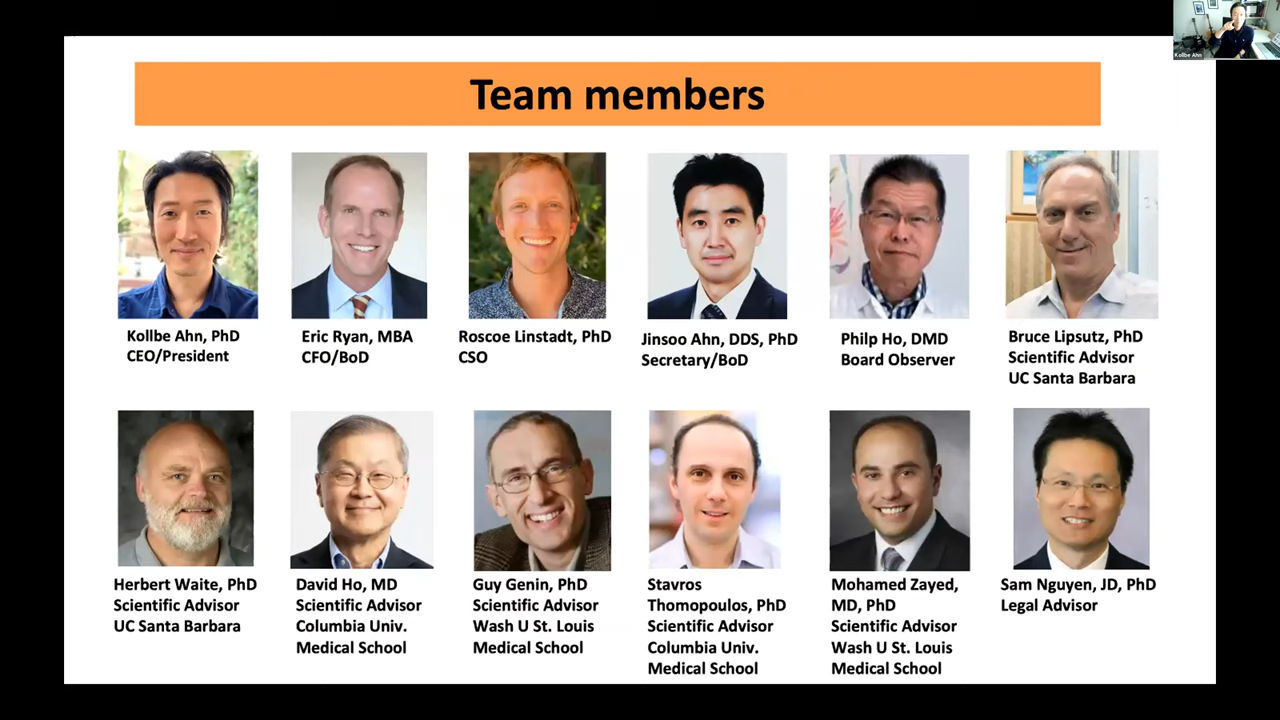 Kollbe Ahn
Team members
Kollbe Ahn, PhD
CEO/President
Eric Ryan, MBA
CFO/BoD
Roscoe Linstadt, PhD
CSO
Jinsoo Ahn, DDS, PhD
Secretary/BoD
Philp Ho, DMD
Board Observer
Bruce Lipsutz, PhD
Scientific Advisor
UC Santa Barbara
Herbert Waite, PhD
Scientific Advisor
UC Santa Barbara
David Ho, MD
Scientific Advisor
Columbia Univ.
Medical School
Guy Genin, PhD
Scientific Advisor
Wash U St. Louis
Medical School
Stavros
Thomopoulos, PhD
Scientific Advisor
Columbia Univ.
Medical School
Mohamed Zayed,
MD, PhD
Scientific Advisor
Wash U St. Louis
Medical School
Sam Nguyen, JD, PhD
Legal Advisor